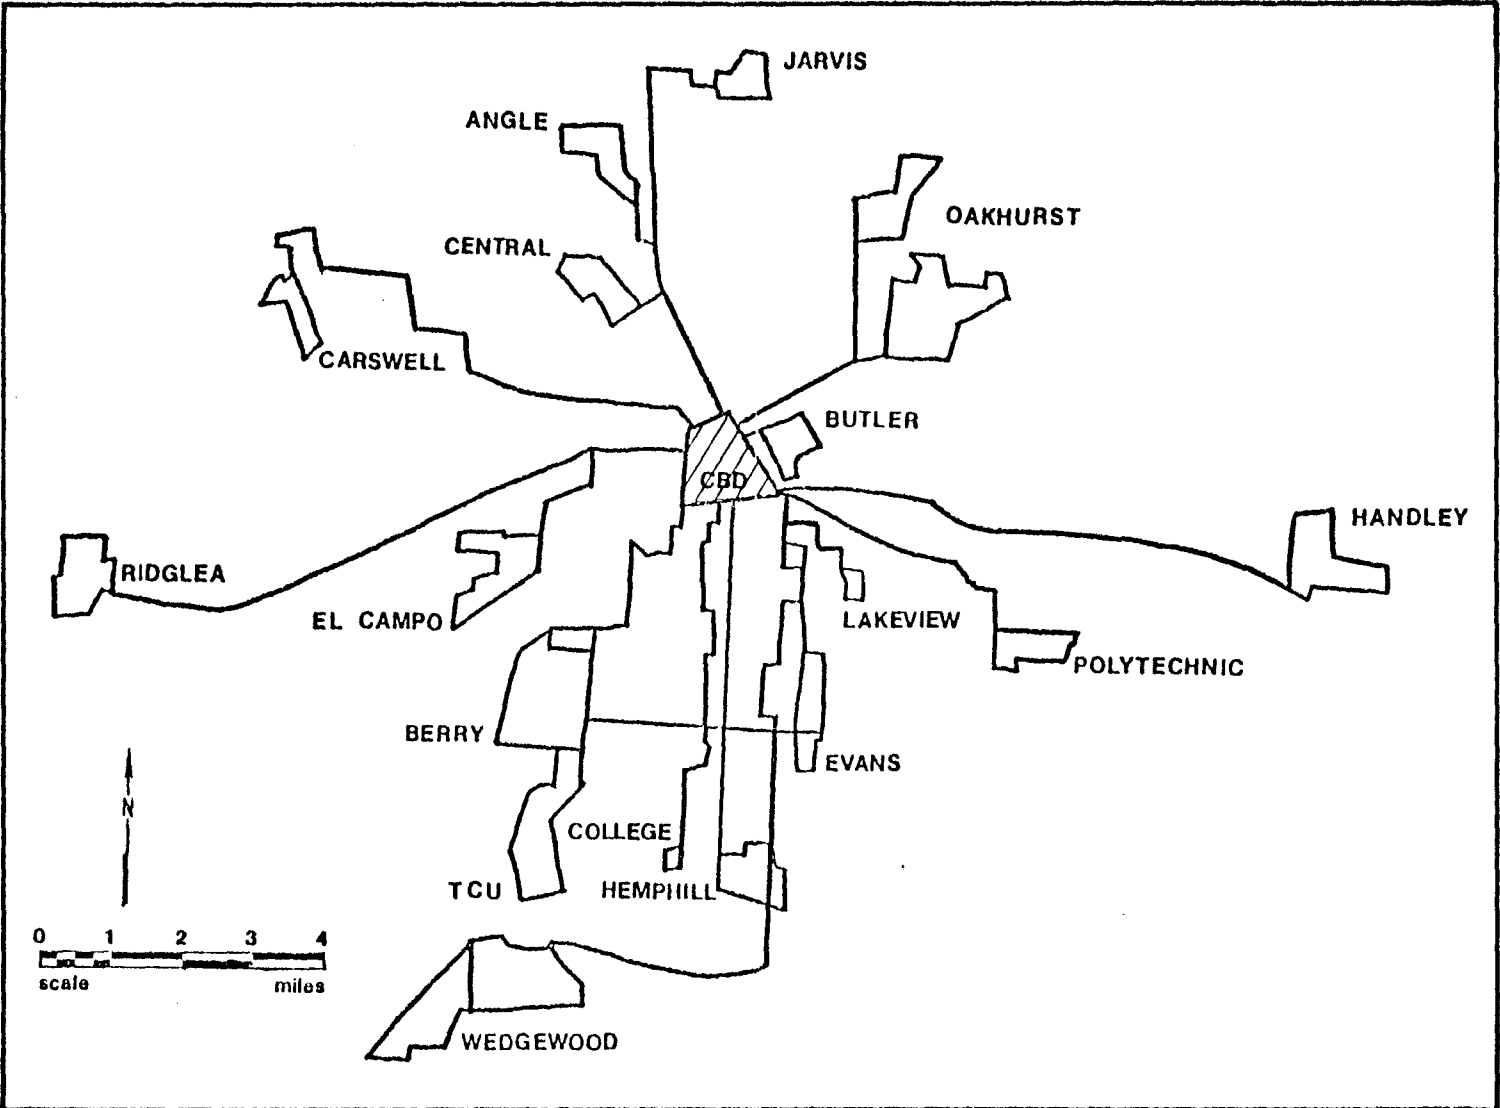 JARVIS
ANGLE
OAKHURST
CENTRAL
CARSWELL
BUTLER
CBD
HANDLEY
RIDGLEA
EL CAMPO
LAKEVIEW
POLYTECHNIC
BERRY
EVANS
N
COLLEGE
TCU
HEMPHILL
0 1 2 3 4
scale miles
WEDGEWOOD